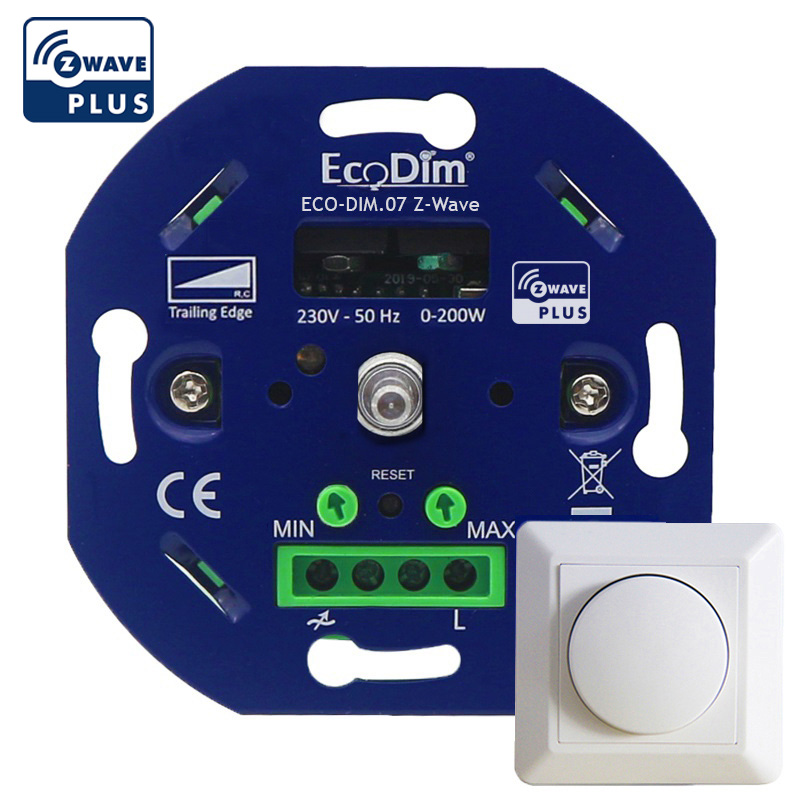 Z WAVE
PLUS
EcoDim®
ECO-DIM.07 Z-Wave
R,C
Trailing Edge
230V - 50 Hz 0-200W
Z WAVE
PLUS
CE
RESET
MIN MAX
L